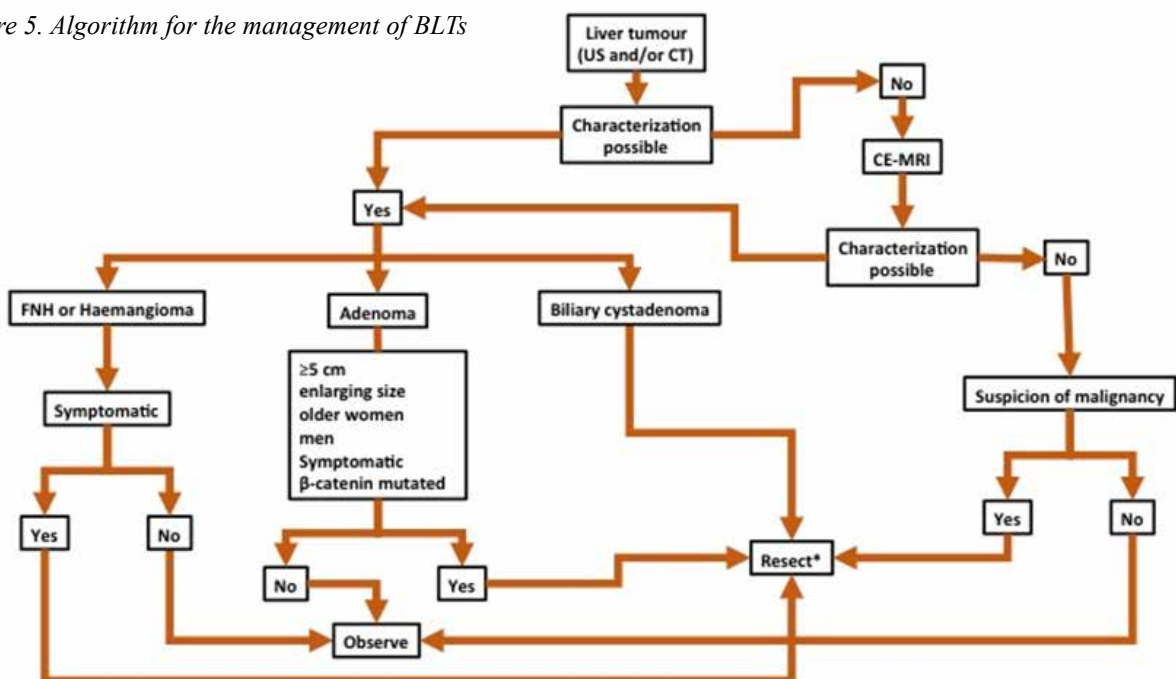 re 5. Algorithm for the management of BLTs
Liver tumour
(US and/or CT)
No
Characterization
possible
CE-MRI
Yes
Characterization
possible
No
FNH or Haemangioma
Adenoma
Biliary cystadenoma
≥5 cm
enlarging size
older women
men
Symptomatic
β-catenin mutated
Symptomatic
Suspicion of malignancy
Yes
No
Yes
No
No
Yes
Resect*
Observe